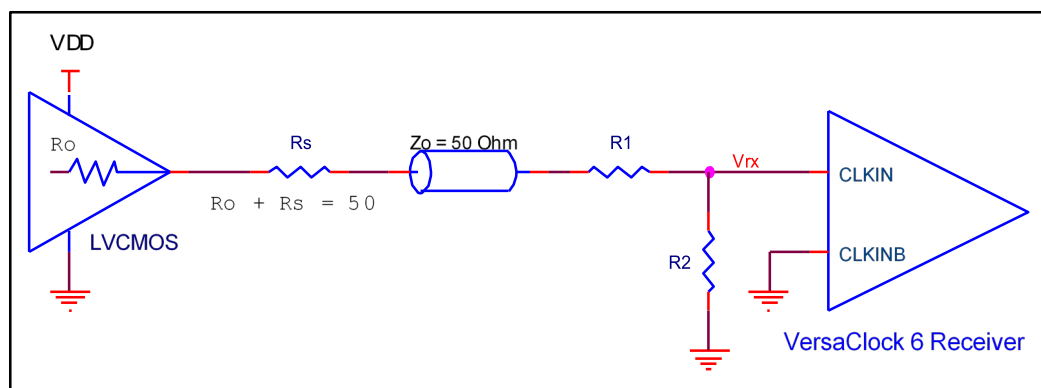 VDD
Ro
Rs
Zo = 50 Ohm
R1
Vrx
CLKIN
Ro + Rs = 50
LVCMOS
R2
CLKINB
VersaClock 6 Receiver